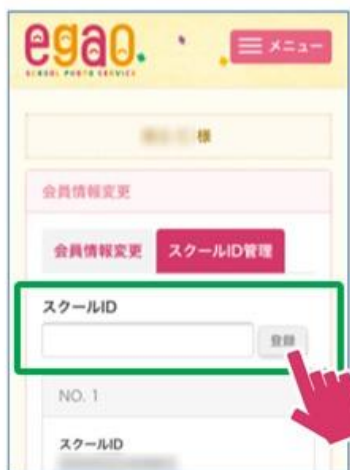 egao.
SCHOOL PHOTO SERVICE
メニュー
様
会員情報変更
会員情報変更 スクールID管理
スクールID
登録
NO. 1
スクールID